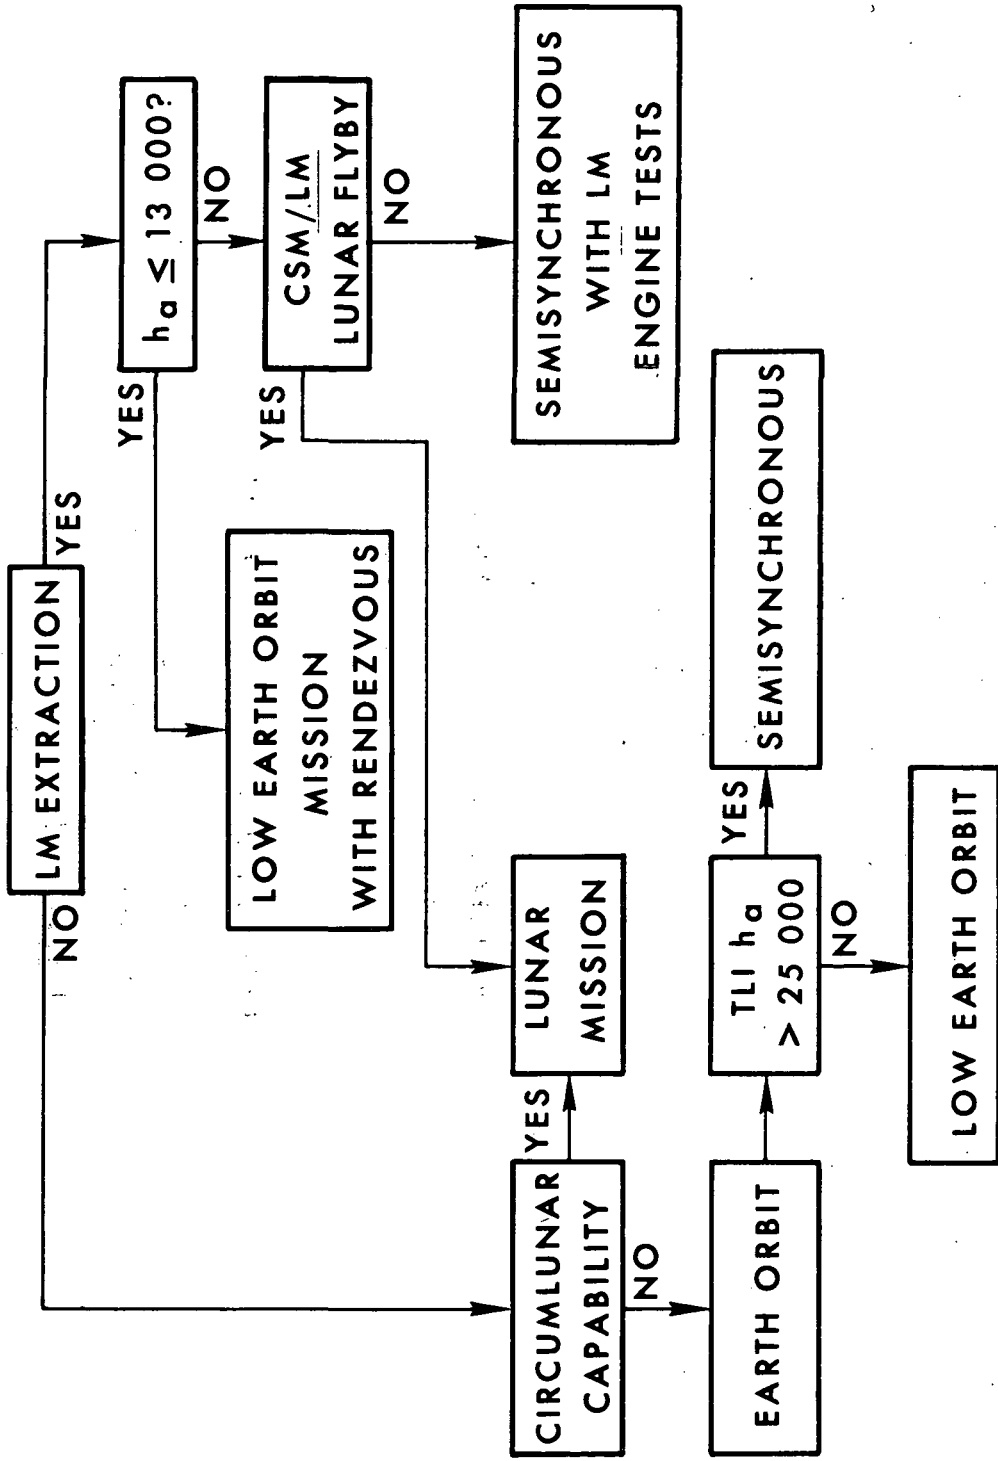 LM EXTRACTION
NO
YES
hₐ ≤ 13 000?
YES
NO
LOW EARTH ORBIT
MISSION
WITH RENDEZVOUS
CSM/LM
LUNAR FLYBY
YES
NO
CIRCUMLUNAR
CAPABILITY
YES
NO
LUNAR
MISSION
SEMISYNCHRONOUS
WITH LM
ENGINE TESTS
EARTH ORBIT
TLI hₐ
> 25 000
YES
NO
SEMISYNCHRONOUS
LOW EARTH ORBIT